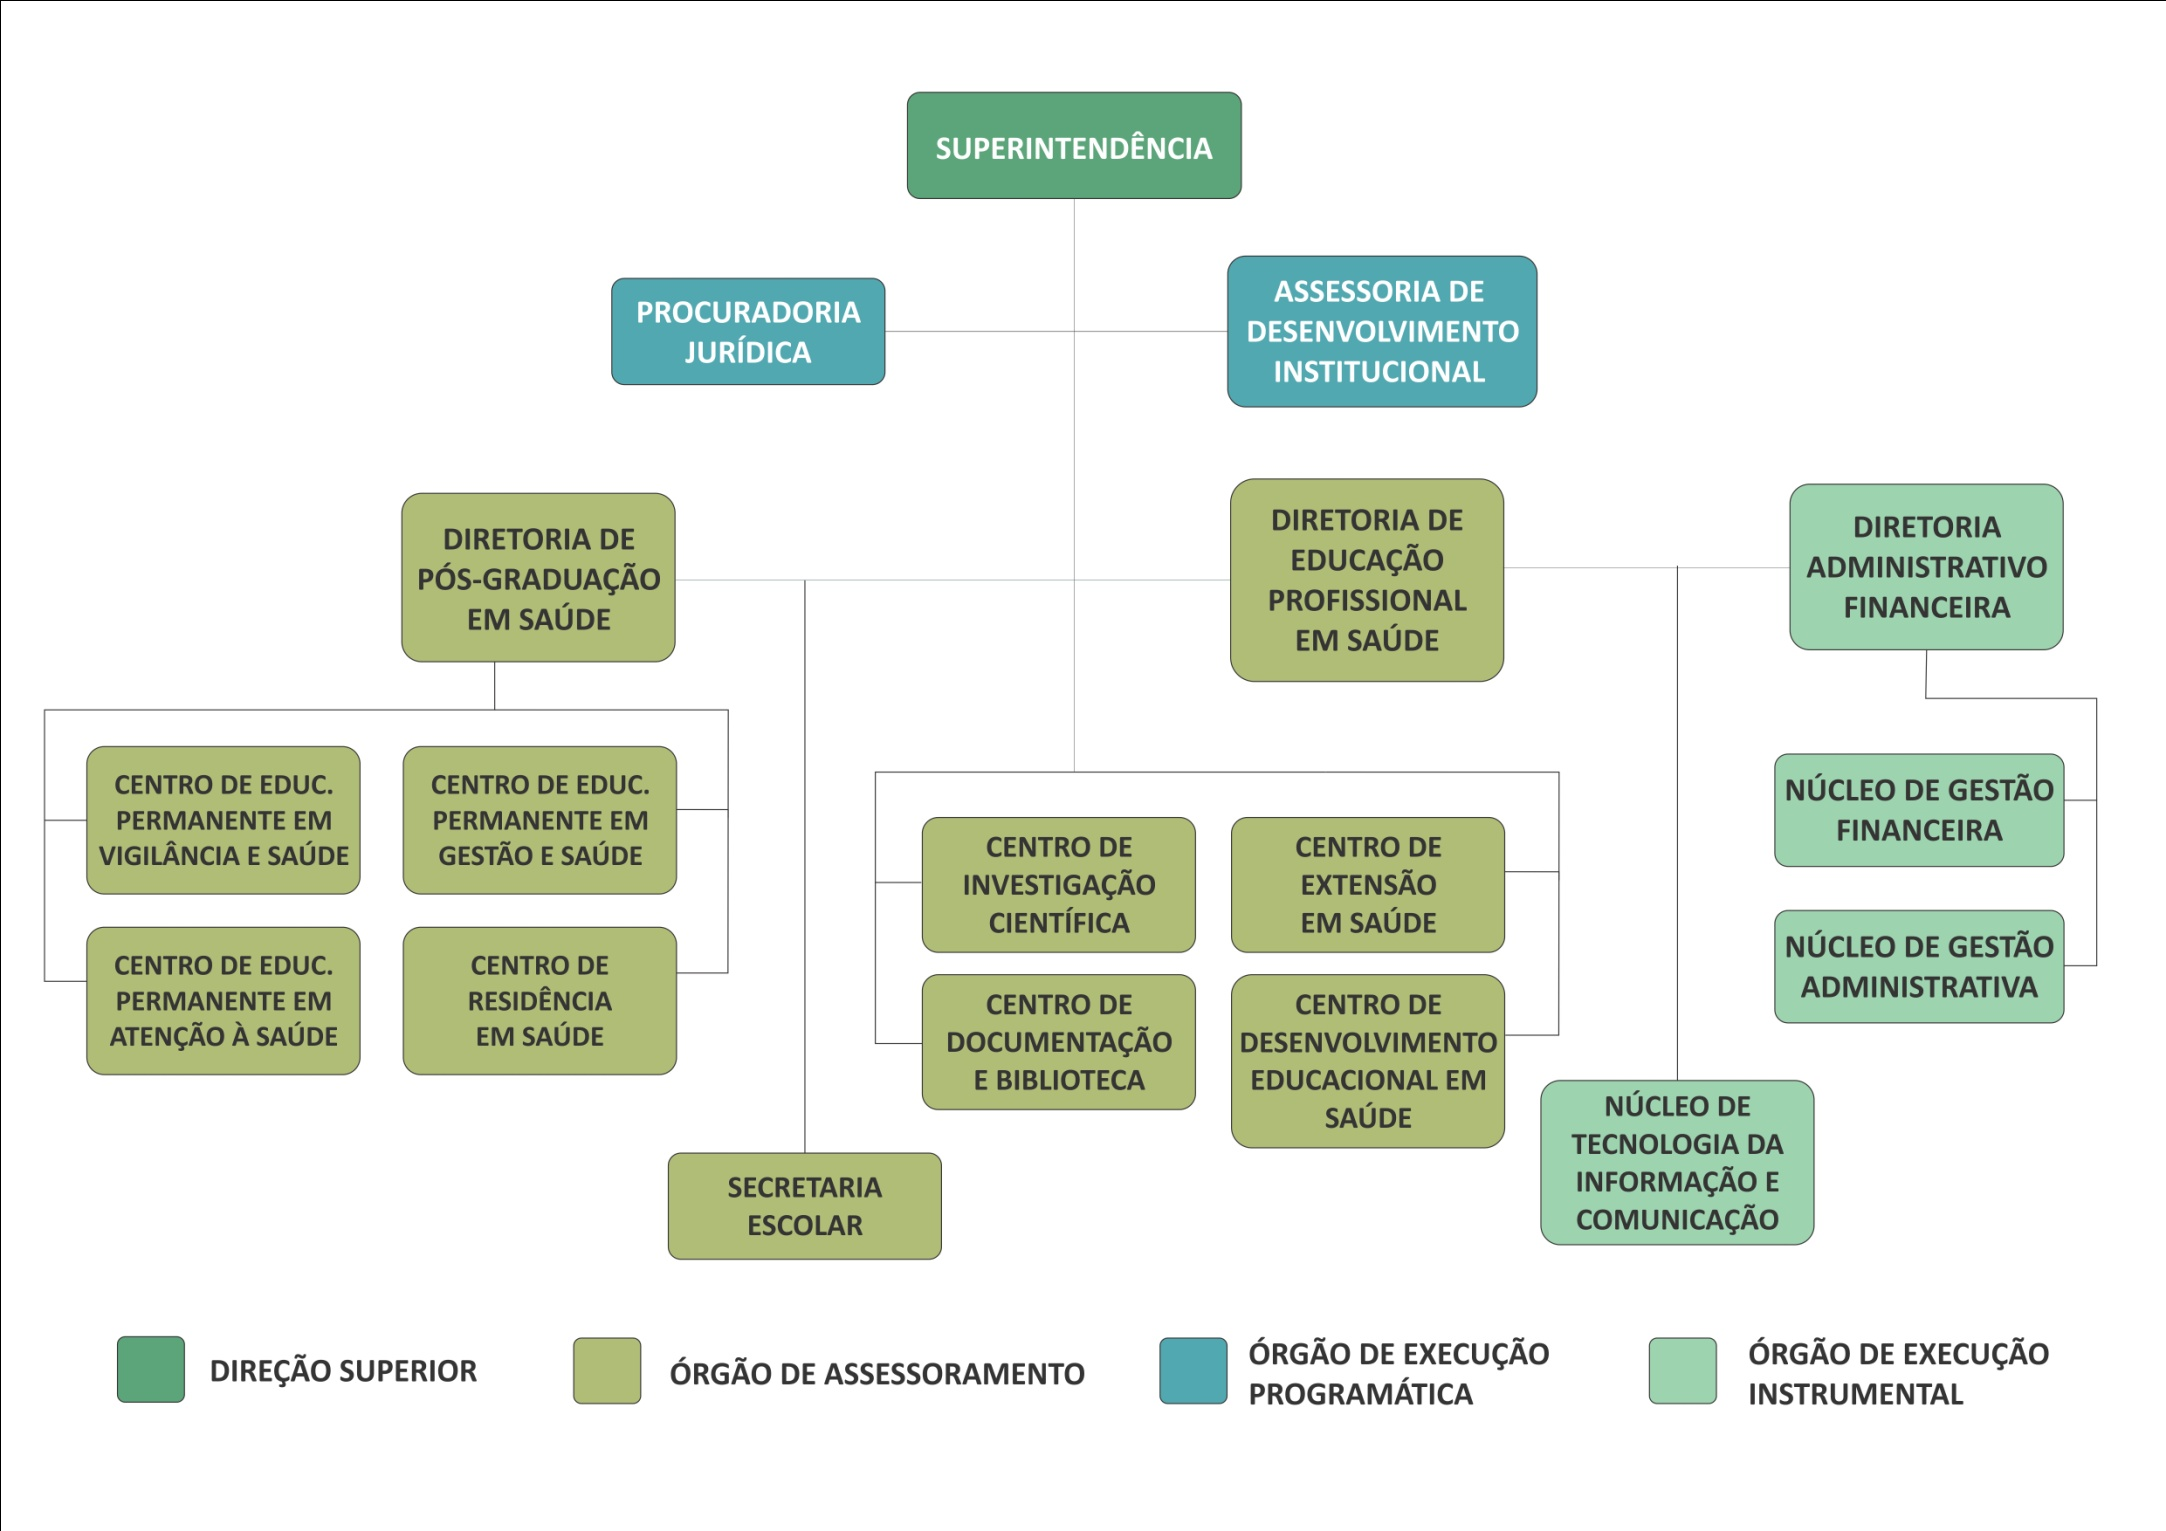 SUPERINTENDÊNCIA
PROCURADORIA
JURÍDICA
ASSESSORIA DE
DESENVOLVIMENTO
INSTITUCIONAL
DIRETORIA DE
PÓS-GRADUAÇÃO
EM SAÚDE
DIRETORIA DE
EDUCAÇÃO
PROFISSIONAL
EM SAÚDE
DIRETORIA
ADMINISTRATIVO
FINANCEIRA
CENTRO DE EDUC.
PERMANENTE EM
VIGILÂNCIA E SAÚDE
CENTRO DE EDUC.
PERMANENTE EM
GESTÃO E SAÚDE
CENTRO DE EDUC.
PERMANENTE EM
ATENÇÃO À SAÚDE
CENTRO DE
RESIDÊNCIA
EM SAÚDE
CENTRO DE
INVESTIGAÇÃO
CIENTÍFICA
CENTRO DE
EXTENSÃO
EM SAÚDE
CENTRO DE
DOCUMENTAÇÃO
E BIBLIOTECA
CENTRO DE
DESENVOLVIMENTO
EDUCACIONAL EM
SAÚDE
NÚCLEO DE GESTÃO
FINANCEIRA
NÚCLEO DE GESTÃO
ADMINISTRATIVA
NÚCLEO DE
TECNOLOGIA DA
INFORMAÇÃO E
COMUNICAÇÃO
SECRETARIA
ESCOLAR
DIREÇÃO SUPERIOR
ÓRGÃO DE ASSESSORAMENTO
ÓRGÃO DE EXECUÇÃO
PROGRAMÁTICA
ÓRGÃO DE EXECUÇÃO
INSTRUMENTAL